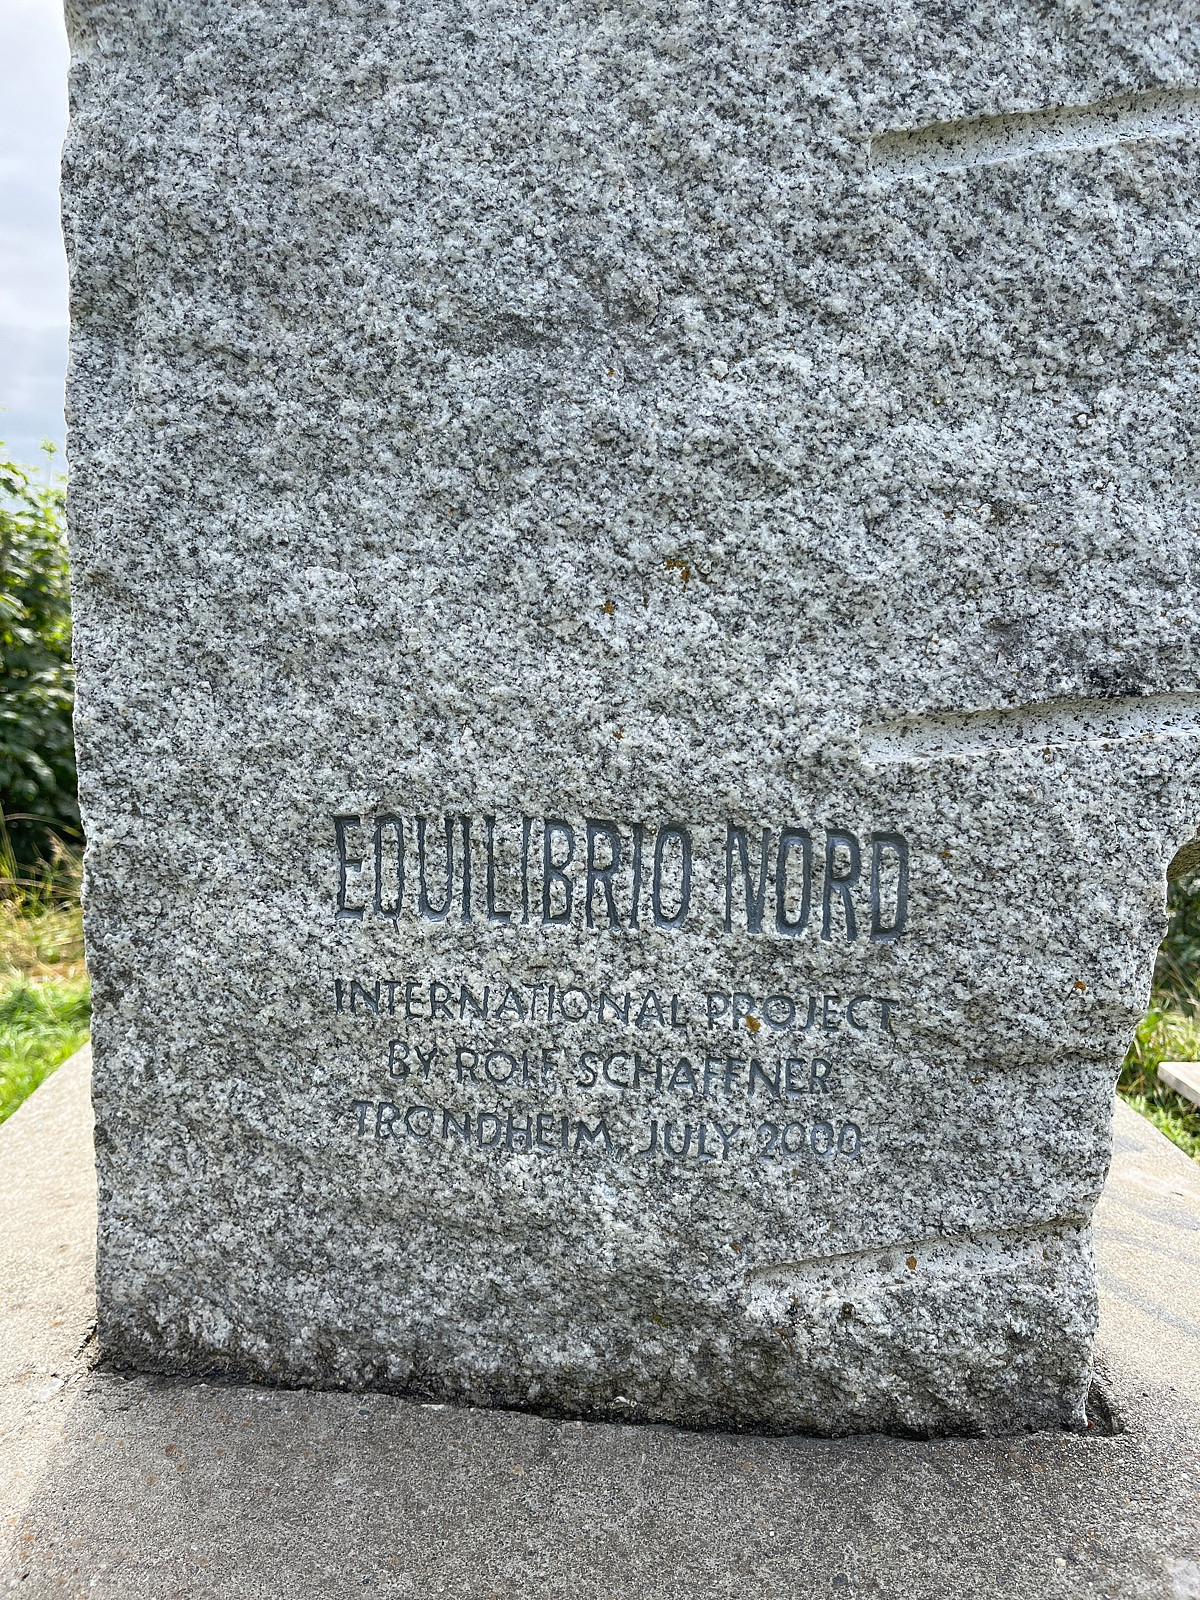 EQUILIBRIO NORD
INTERNATIONAL PROJECT
BY ROLF SCHAFFNER
TRONDHEIM, JULY 2000